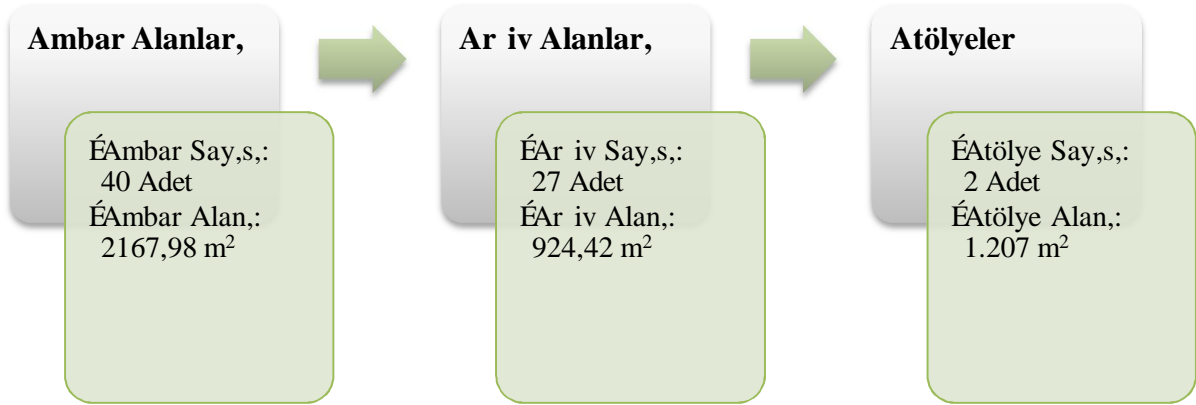 Ambar Alanlar,
ÉAmbar Say,s,:
40 Adet
ÉAmbar Alan,:
2167,98 m²
Ar iv Alanlar,
ÉAr iv Say,s,:
27 Adet
ÉAr iv Alan,:
924,42 m²
Atölyeler
ÉAtölye Say,s,:
2 Adet
ÉAtölye Alan,:
1.207 m²